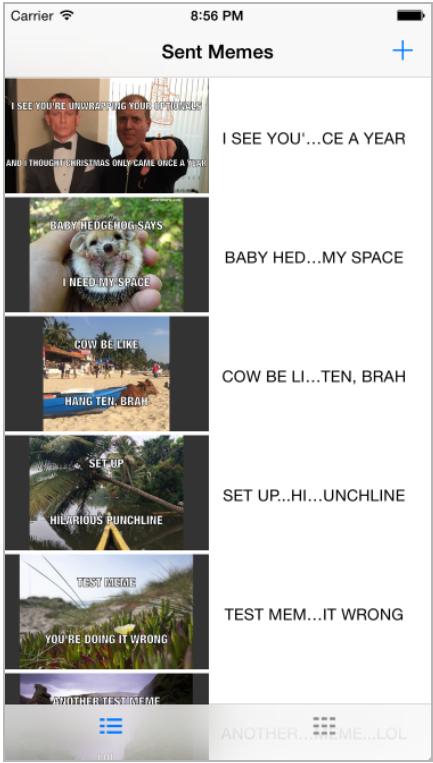 Carrier 8:56 PM
Sent Memes +
I SEE YOU'RE UNWRAPPING YOUR OPTIONALS
AND I THOUGHT CHRISTMAS ONLY CAME ONCE A YEAR
I SEE YOU'...CE A YEAR
BABY HEDGEHOG SAYS
I NEED MY SPACE
BABY HED...MY SPACE
COW BE LIKE
HANG TEN, BRAH
COW BE LI...TEN, BRAH
SET UP
HILARIOUS PUNCHLINE
SET UP...HI...UNCHLINE
TEST MEME
YOU'RE DOING IT WRONG
TEST MEM...IT WRONG
ANOTHER TEST MEME
LOL
ANOTHER...MEME...LOL